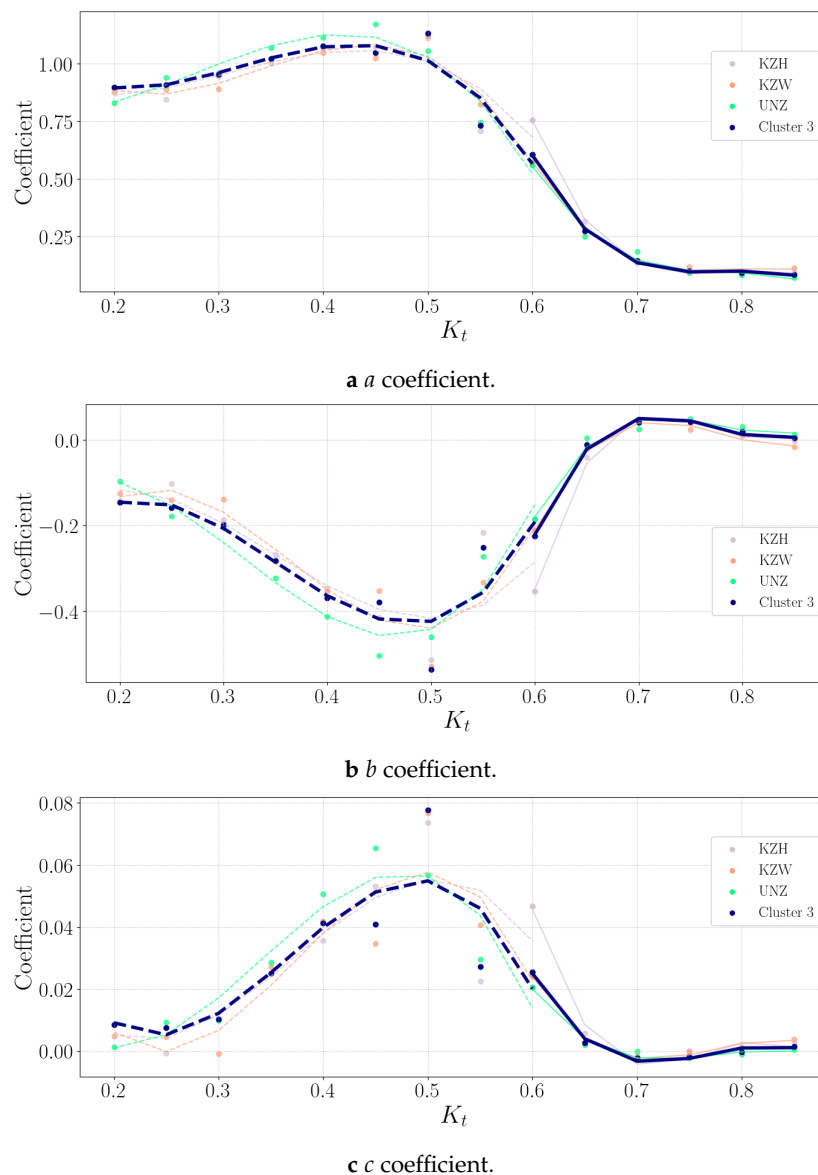 1.00
0.75
0.50
0.25
Coefficient
KZH
KZW
UNZ
Cluster 3
0.2 0.3 0.4 0.5 0.6 0.7 0.8
K_t
a a coefficient.
0.0
−0.2
−0.4
Coefficient
KZH
KZW
UNZ
Cluster 3
0.2 0.3 0.4 0.5 0.6 0.7 0.8
K_t
b b coefficient.
0.08
0.06
0.04
0.02
0.00
Coefficient
KZH
KZW
UNZ
Cluster 3
0.2 0.3 0.4 0.5 0.6 0.7 0.8
K_t
c c coefficient.